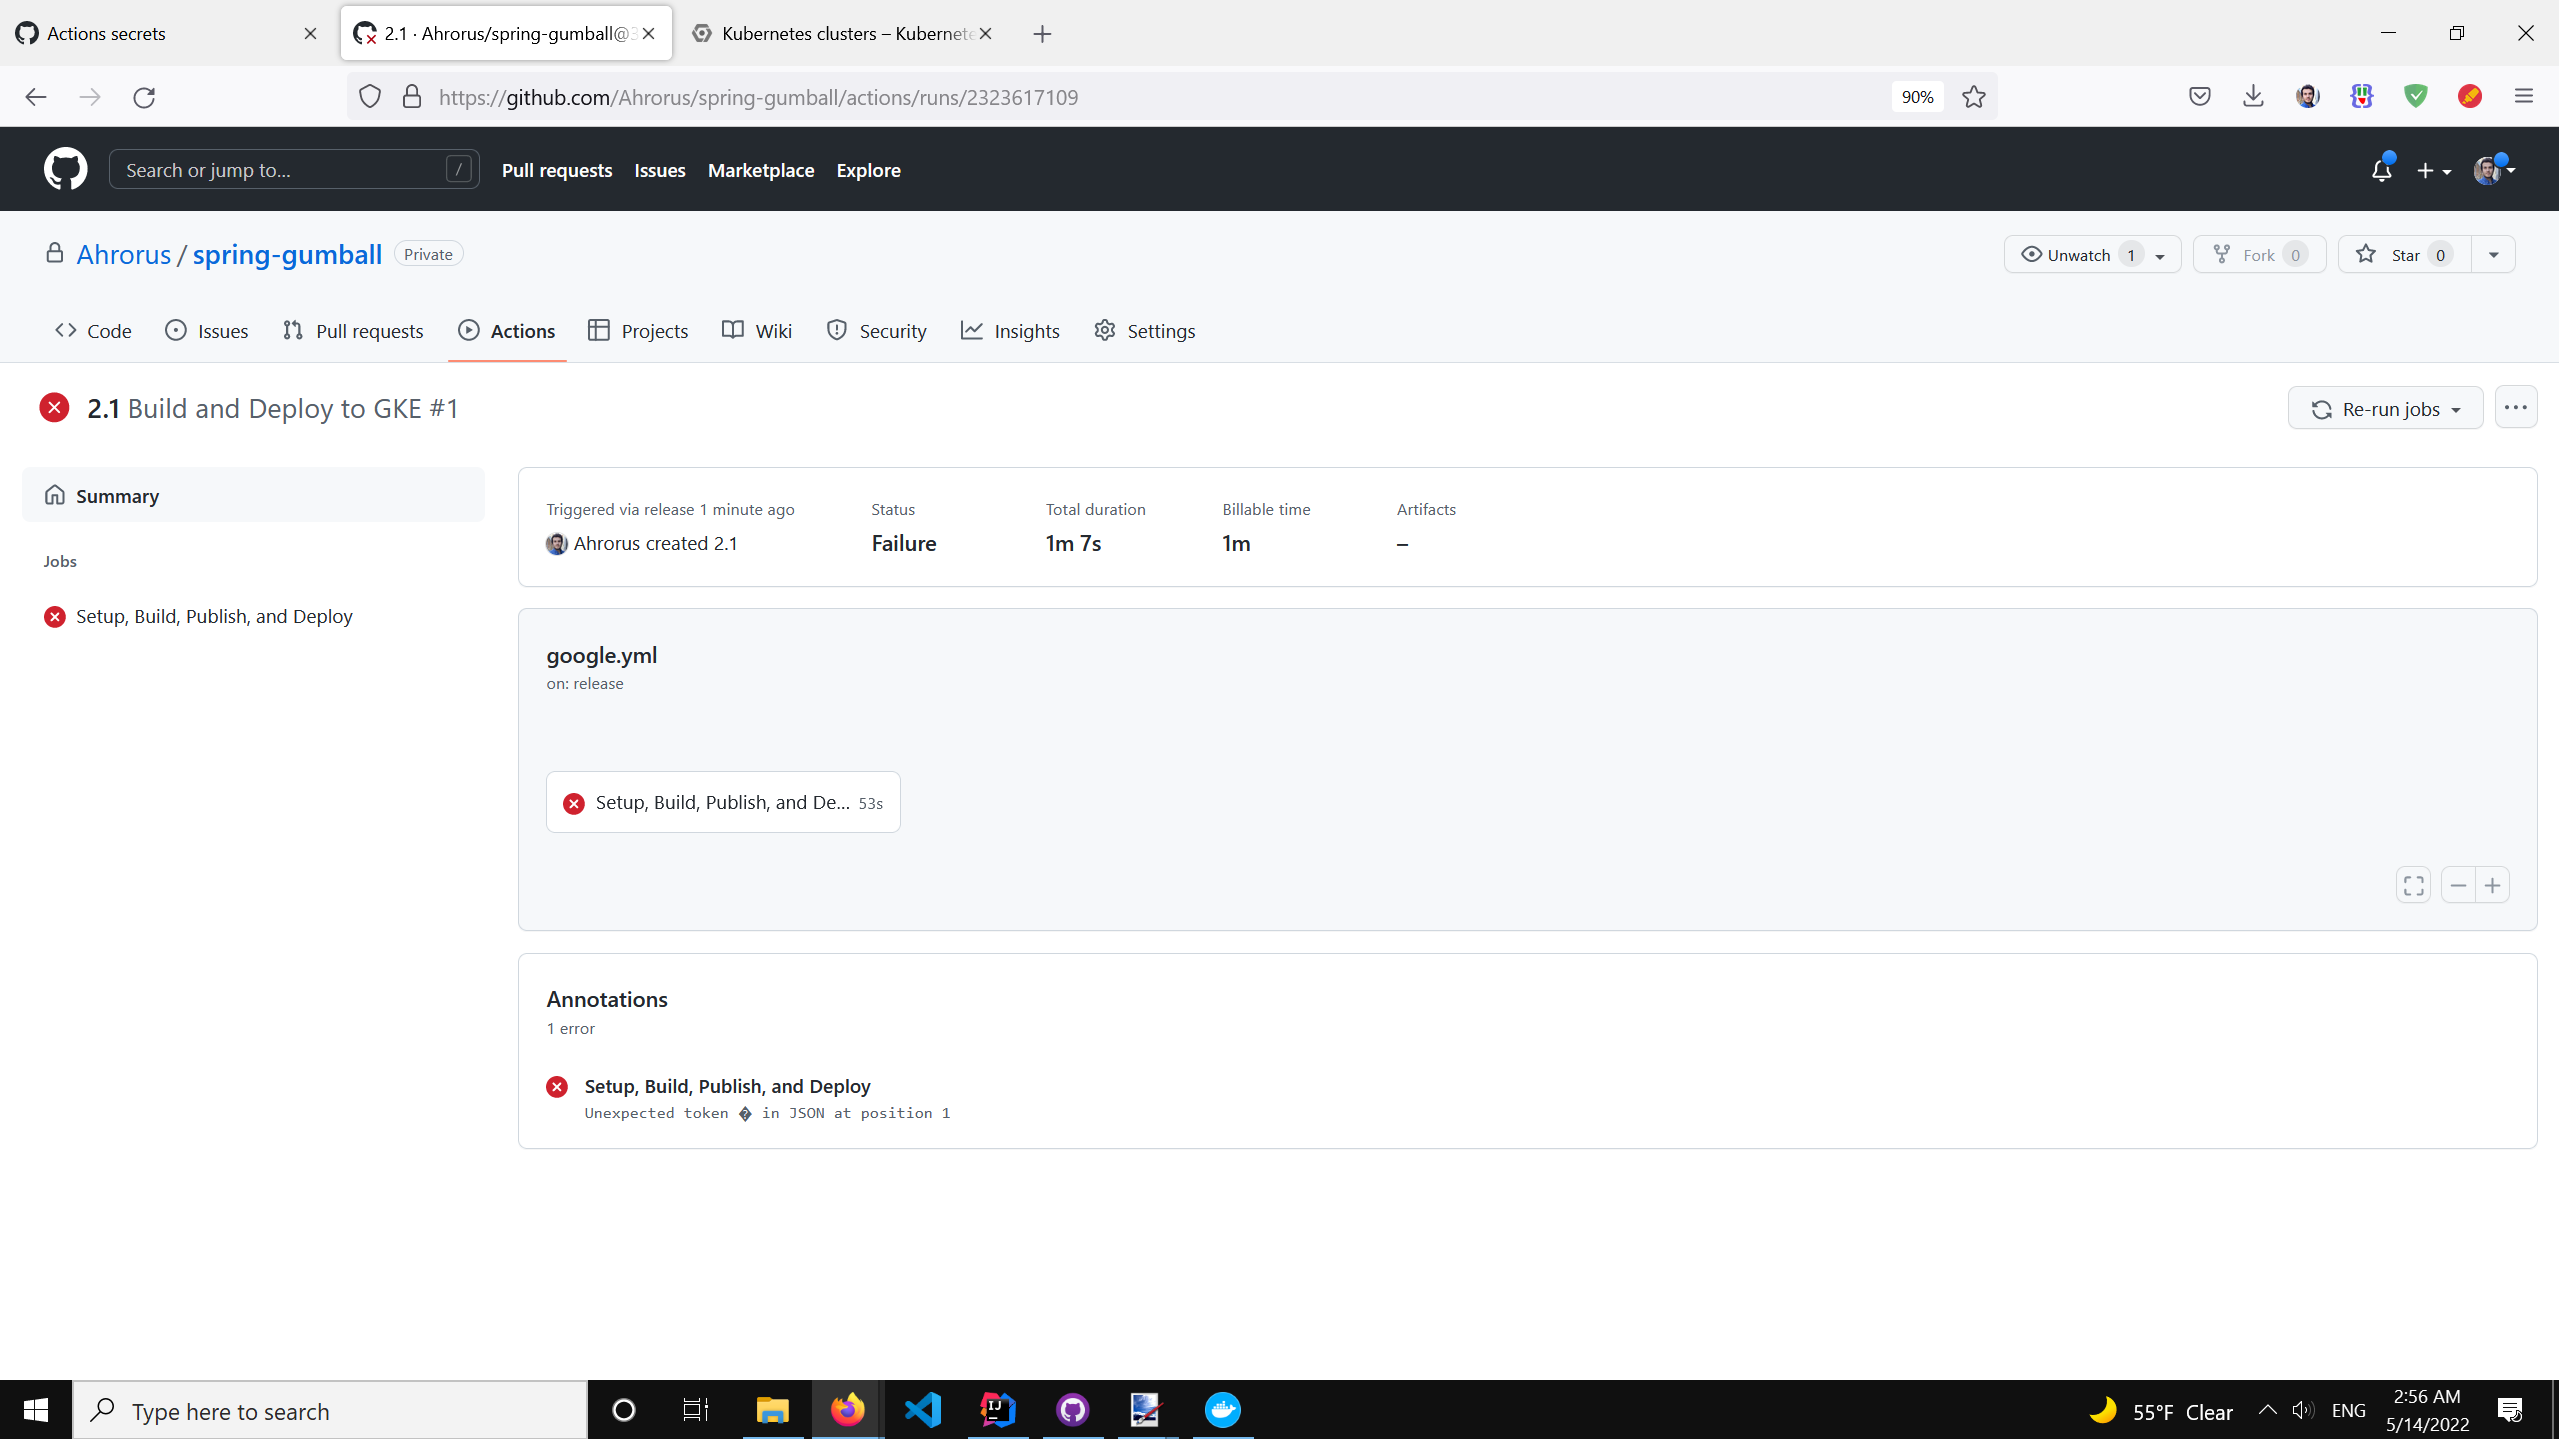 Actions secrets
2.1 · Ahrorus/spring-gumball@3
Kubernetes clusters – Kubernete
https://github.com/Ahrorus/spring-gumball/actions/runs/2323617109
90%
Search or jump to...
/
Pull requests
Issues
Marketplace
Explore
Ahrorus / spring-gumball
Private
Unwatch 1
Fork 0
Star 0
Code
Issues
Pull requests
Actions
Projects
Wiki
Security
Insights
Settings
2.1 Build and Deploy to GKE #1
Re-run jobs
Summary
Jobs
Setup, Build, Publish, and Deploy
Triggered via release 1 minute ago
Ahrorus created 2.1
Status
Failure
Total duration
1m 7s
Billable time
1m
Artifacts
–
google.yml
on: release
Setup, Build, Publish, and De... 53s
Annotations
1 error
Setup, Build, Publish, and Deploy
Unexpected token � in JSON at position 1
Type here to search
55°F Clear
ENG
2:56 AM
5/14/2022